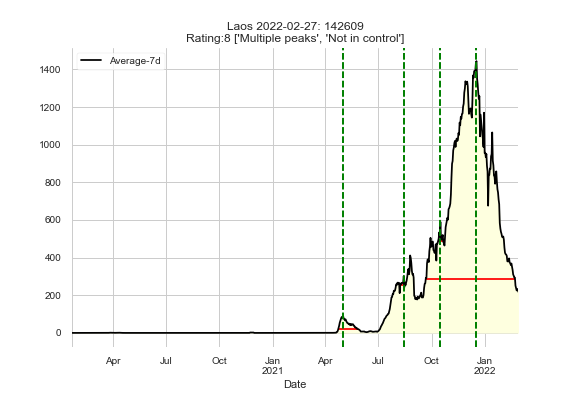 Laos 2022-02-27: 142609
Rating:8 ['Multiple peaks', 'Not in control']
Average-7d
1400
1200
1000
800
600
400
200
0
Apr Jul Oct Jan Apr Jul Oct Jan
2021 2022
Date